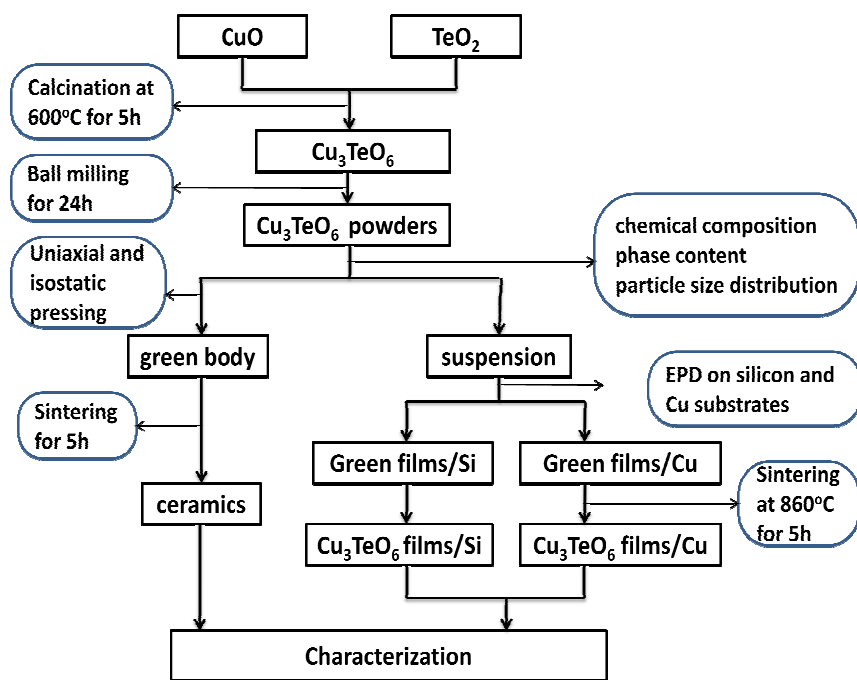 CuO
TeO₂
Calcination at
600°C for 5h
Cu₃TeO₆
Ball milling
for 24h
Cu₃TeO₆ powders
chemical composition
phase content
particle size distribution
Uniaxial and
isostatic
pressing
green body
suspension
EPD on silicon and
Cu substrates
Sintering
for 5h
Green films/Si
Green films/Cu
Sintering
at 860°C
for 5h
ceramics
Cu₃TeO₆ films/Si
Cu₃TeO₆ films/Cu
Characterization